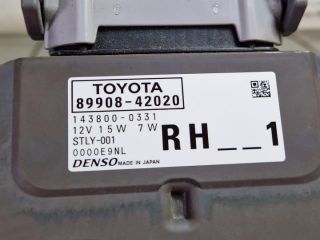 TOYOTA
89908-42020
143800-0331
12V 15W 7W
STLY-001
0000E9NL
RH__1
DENSO MADE IN JAPAN